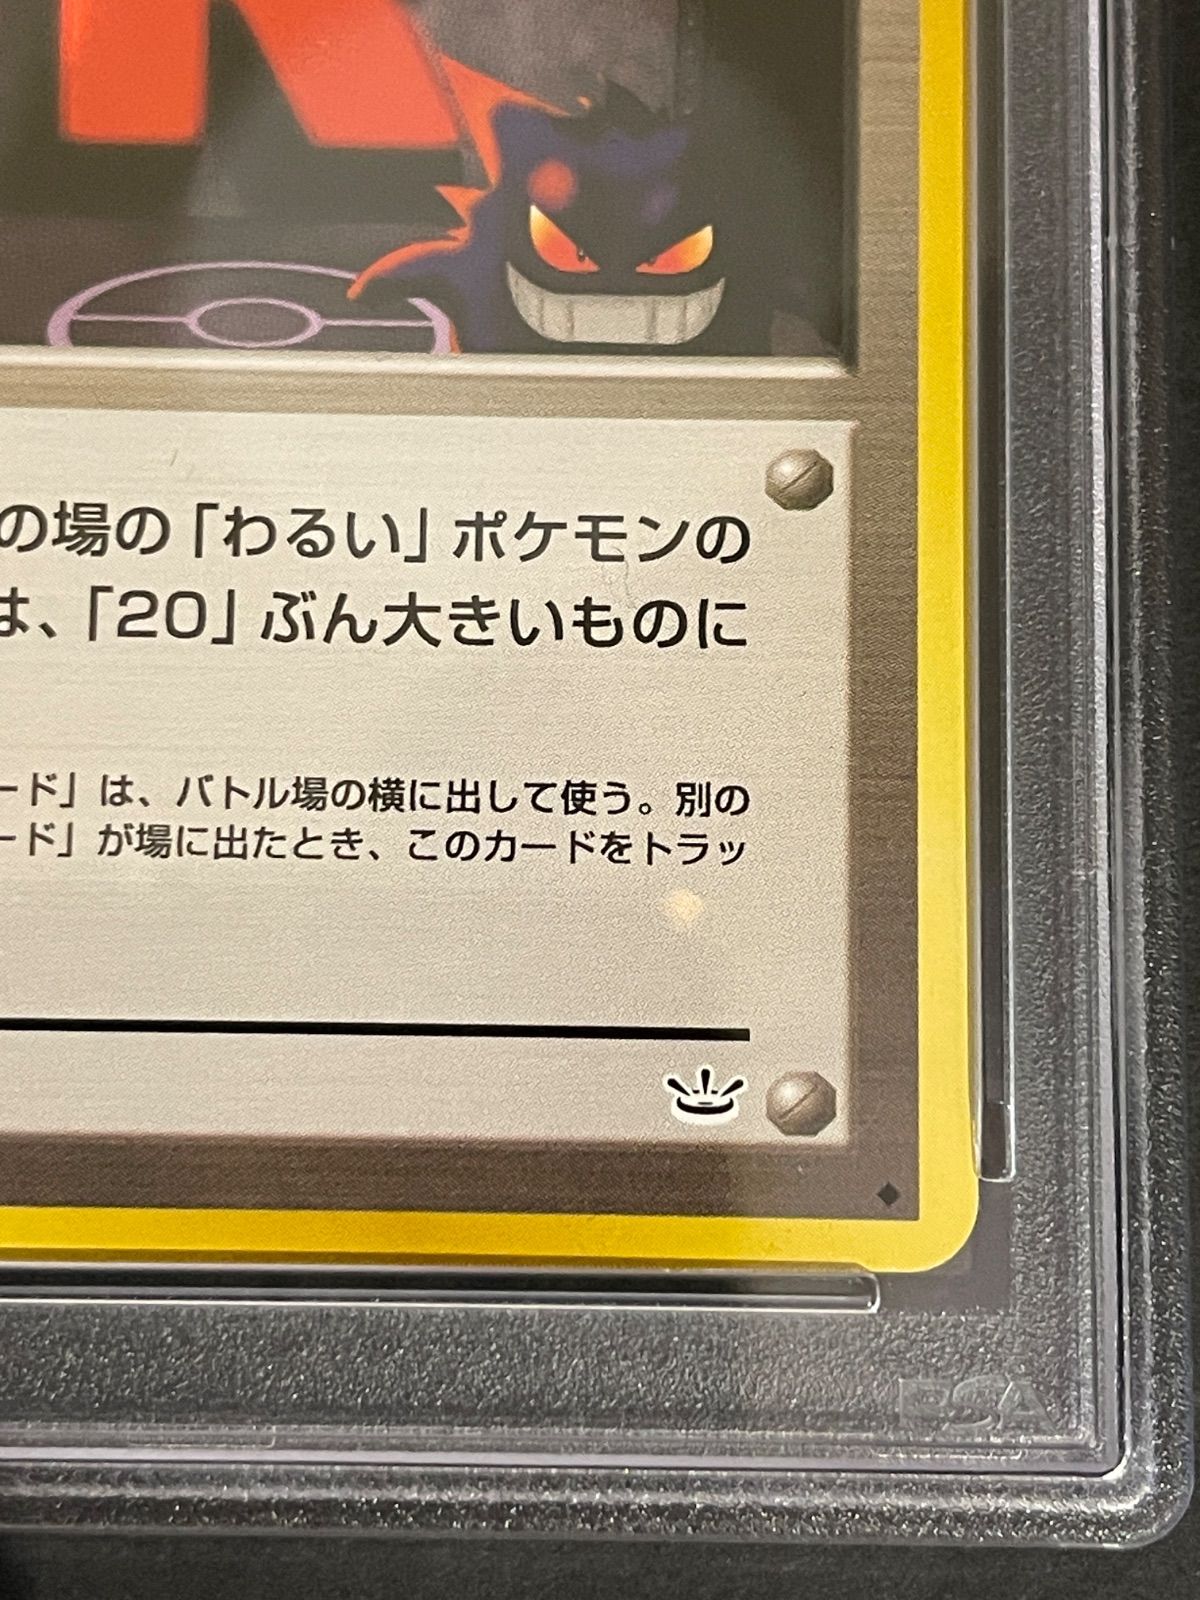 R
の場の「わるい」ポケモンの
は、「20」ぶん大きいものに
ード」は、バトル場の横に出して使う。別の
ード」が場に出たとき、このカードをトラッ
PSA